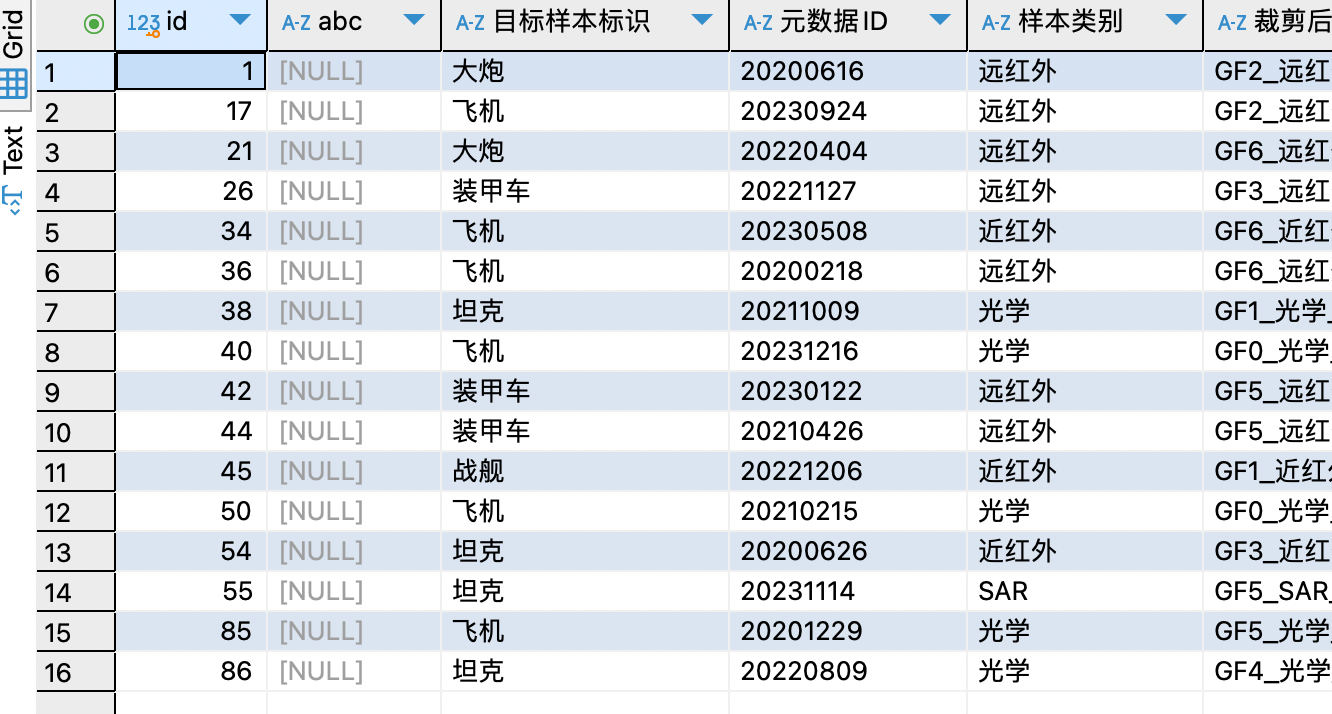 Grid
Text
123 id A-Z abc A-Z 目标样本标识 A-Z 元数据ID A-Z 样本类别 A-Z 裁剪后
1 1 [NULL] 大炮 20200616 远红外 GF2_远红
2 17 [NULL] 飞机 20230924 远红外 GF2_远红
3 21 [NULL] 大炮 20220404 远红外 GF6_远红
4 26 [NULL] 装甲车 20221127 远红外 GF3_远红
5 34 [NULL] 飞机 20230508 近红外 GF6_近红
6 36 [NULL] 飞机 20200218 远红外 GF6_远红
7 38 [NULL] 坦克 20211009 光学 GF1_光学_
8 40 [NULL] 飞机 20231216 光学 GF0_光学_
9 42 [NULL] 装甲车 20230122 远红外 GF5_远红
10 44 [NULL] 装甲车 20210426 远红外 GF5_远红
11 45 [NULL] 战舰 20221206 近红外 GF1_近红
12 50 [NULL] 飞机 20210215 光学 GF0_光学_
13 54 [NULL] 坦克 20200626 近红外 GF3_近红
14 55 [NULL] 坦克 20231114 SAR GF5_SAR_
15 85 [NULL] 飞机 20201229 光学 GF5_光学_
16 86 [NULL] 坦克 20220809 光学 GF4_光学_